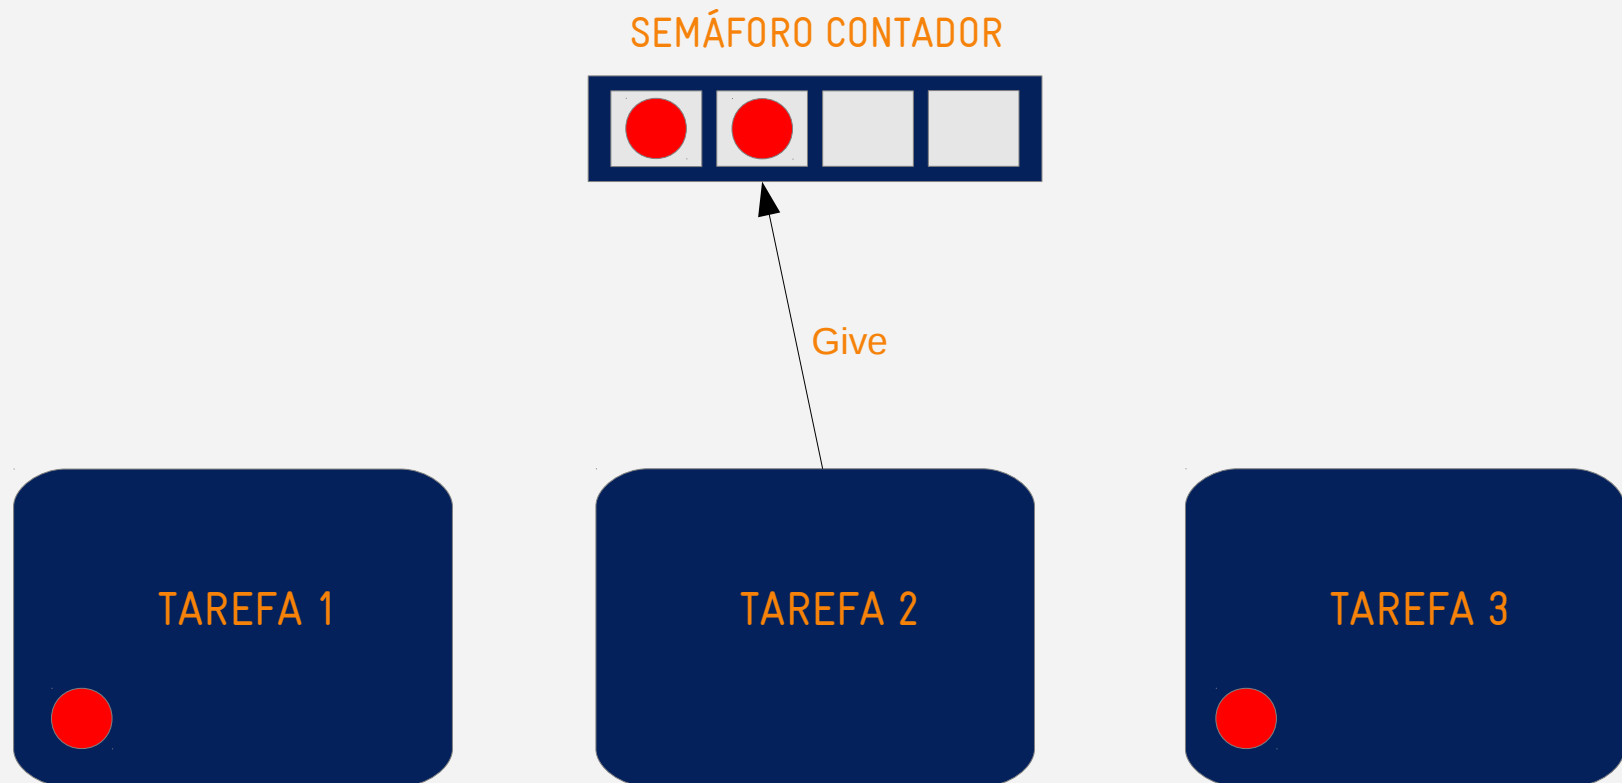 SEMÁFORO CONTADOR
Give
TAREFA 1
TAREFA 2
TAREFA 3